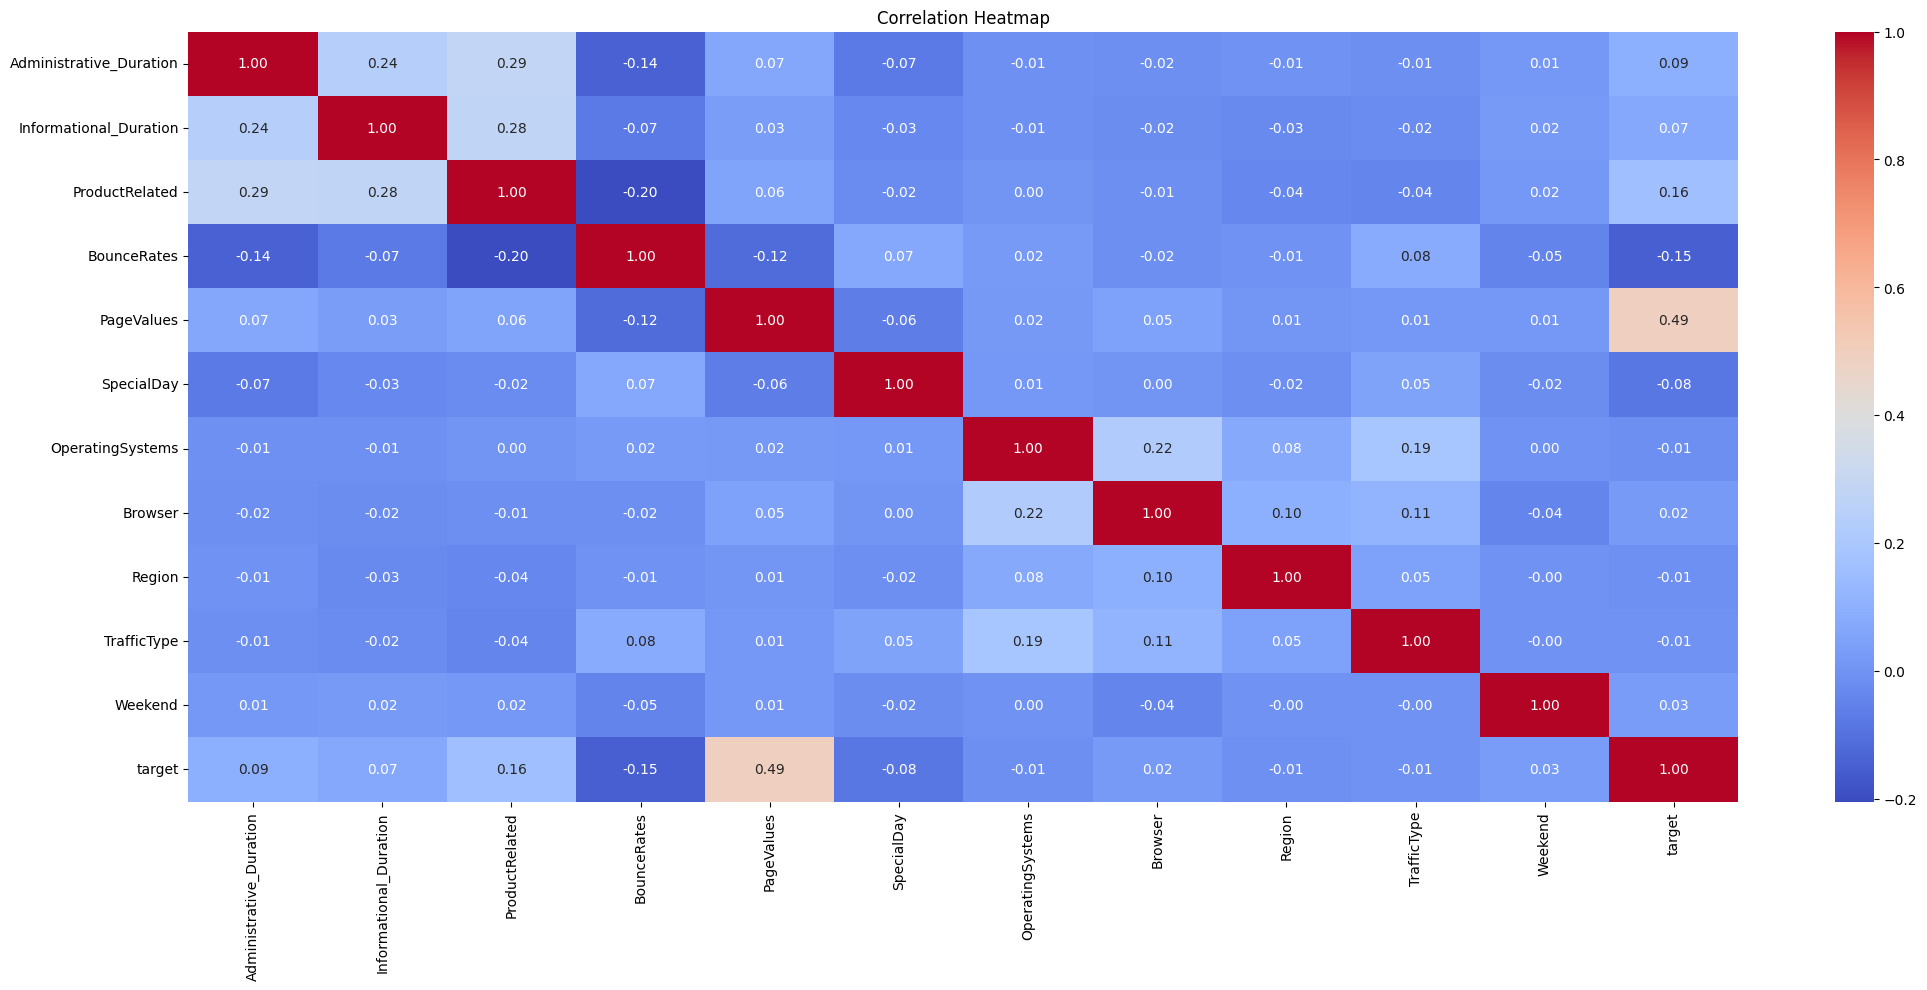 Correlation Heatmap
Administrative_Duration 1.00 0.24 0.29 -0.14 0.07 -0.07 -0.01 -0.02 -0.01 -0.01 0.01 0.09
Informational_Duration 0.24 1.00 0.28 -0.07 0.03 -0.03 -0.01 -0.02 -0.03 -0.02 0.02 0.07
ProductRelated 0.29 0.28 1.00 -0.20 0.06 -0.02 0.00 -0.01 -0.04 -0.04 0.02 0.16
BounceRates -0.14 -0.07 -0.20 1.00 -0.12 0.07 0.02 -0.02 -0.01 0.08 -0.05 -0.15
PageValues 0.07 0.03 0.06 -0.12 1.00 -0.06 0.02 0.05 0.01 0.01 0.01 0.49
SpecialDay -0.07 -0.03 -0.02 0.07 -0.06 1.00 0.01 0.00 -0.02 0.05 -0.02 -0.08
OperatingSystems -0.01 -0.01 0.00 0.02 0.02 0.01 1.00 0.22 0.08 0.19 0.00 -0.01
Browser -0.02 -0.02 -0.01 -0.02 0.05 0.00 0.22 1.00 0.10 0.11 -0.04 0.02
Region -0.01 -0.03 -0.04 -0.01 0.01 -0.02 0.08 0.10 1.00 0.05 -0.00 -0.01
TrafficType -0.01 -0.02 -0.04 0.08 0.01 0.05 0.19 0.11 0.05 1.00 -0.00 -0.01
Weekend 0.01 0.02 0.02 -0.05 0.01 -0.02 0.00 -0.04 -0.00 -0.00 1.00 0.03
target 0.09 0.07 0.16 -0.15 0.49 -0.08 -0.01 0.02 -0.01 -0.01 0.03 1.00
Administrative_Duration
Informational_Duration
ProductRelated
BounceRates
PageValues
SpecialDay
OperatingSystems
Browser
Region
TrafficType
Weekend
target
1.0
0.8
0.6
0.4
0.2
0.0
−0.2